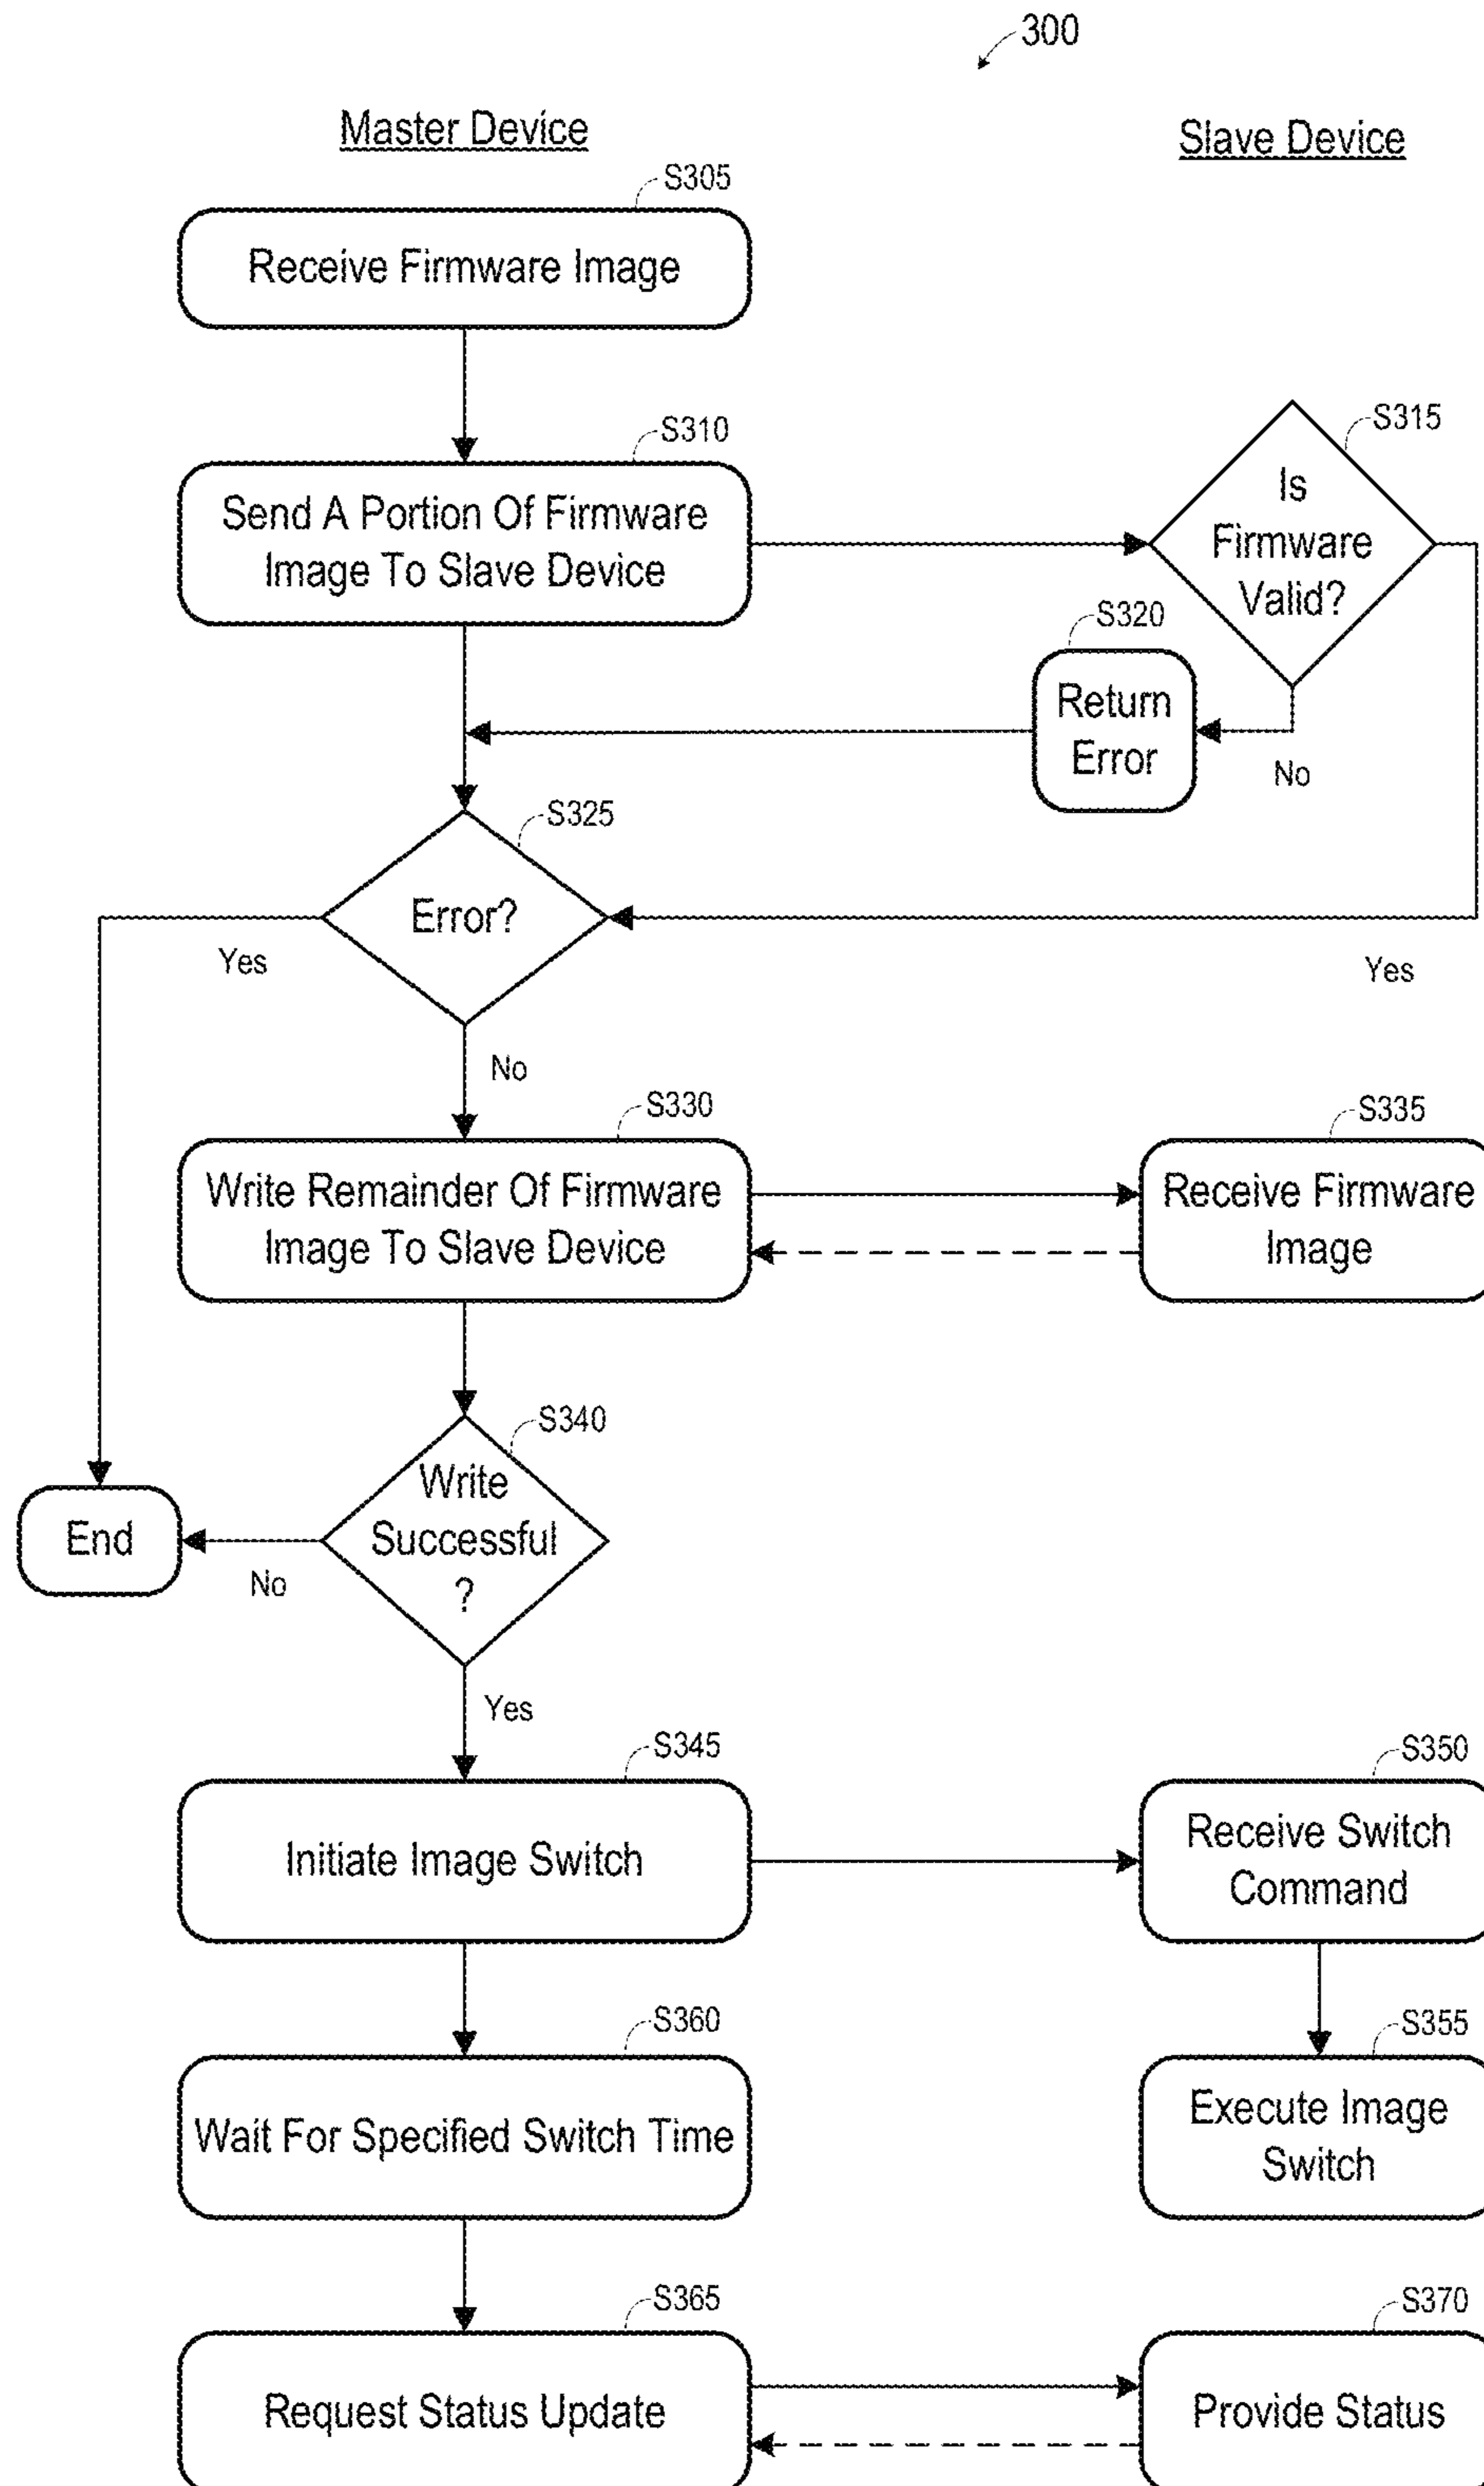 300
Master Device
Slave Device
S305
Receive Firmware Image
S310
Send A Portion Of Firmware
Image To Slave Device
S315
Is
Firmware
Valid?
S320
Return
Error
No
S325
Error?
Yes
Yes
No
S330
Write Remainder Of Firmware
Image To Slave Device
S335
Receive Firmware
Image
S340
Write
Successful
?
End
No
Yes
S345
Initiate Image Switch
S350
Receive Switch
Command
S360
Wait For Specified Switch Time
S355
Execute Image
Switch
S365
Request Status Update
S370
Provide Status